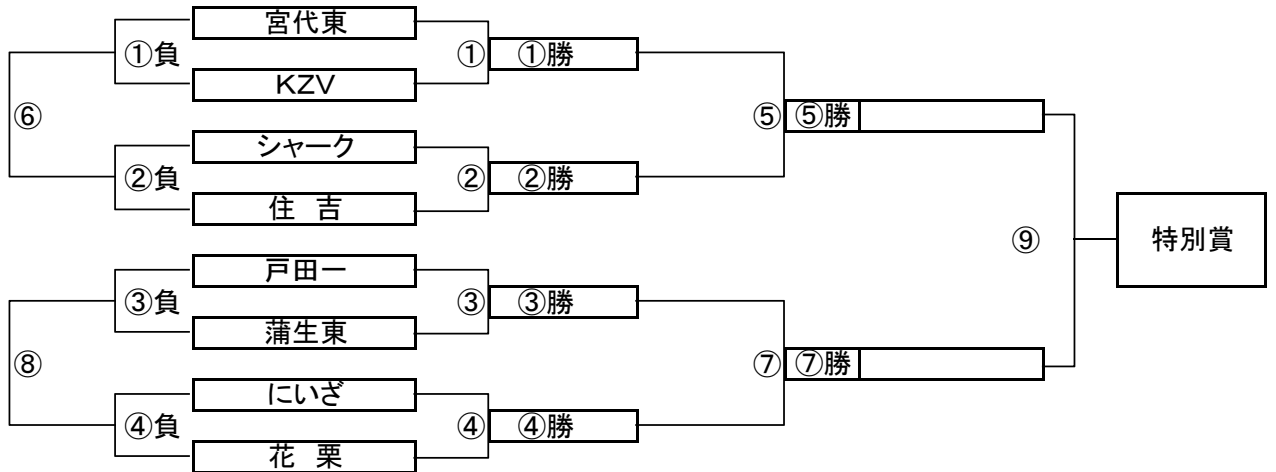 宮代東
①負 ① ①勝
KZV
⑥ ⑤ ⑤勝
シャーク
②負 ② ②勝
住 吉
⑨ 特別賞
戸田一
③負 ③ ③勝
蒲生東
⑧ ⑦ ⑦勝
にいざ
④負 ④ ④勝
花 栗